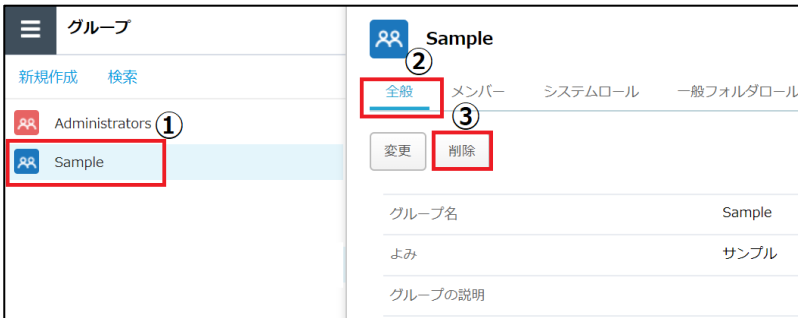 グループ
新規作成 検索
Administrators ①
Sample
Sample
②
全般 メンバー システムロール 一般フォルダロール
③
変更 削除
グループ名 Sample
よみ サンプル
グループの説明